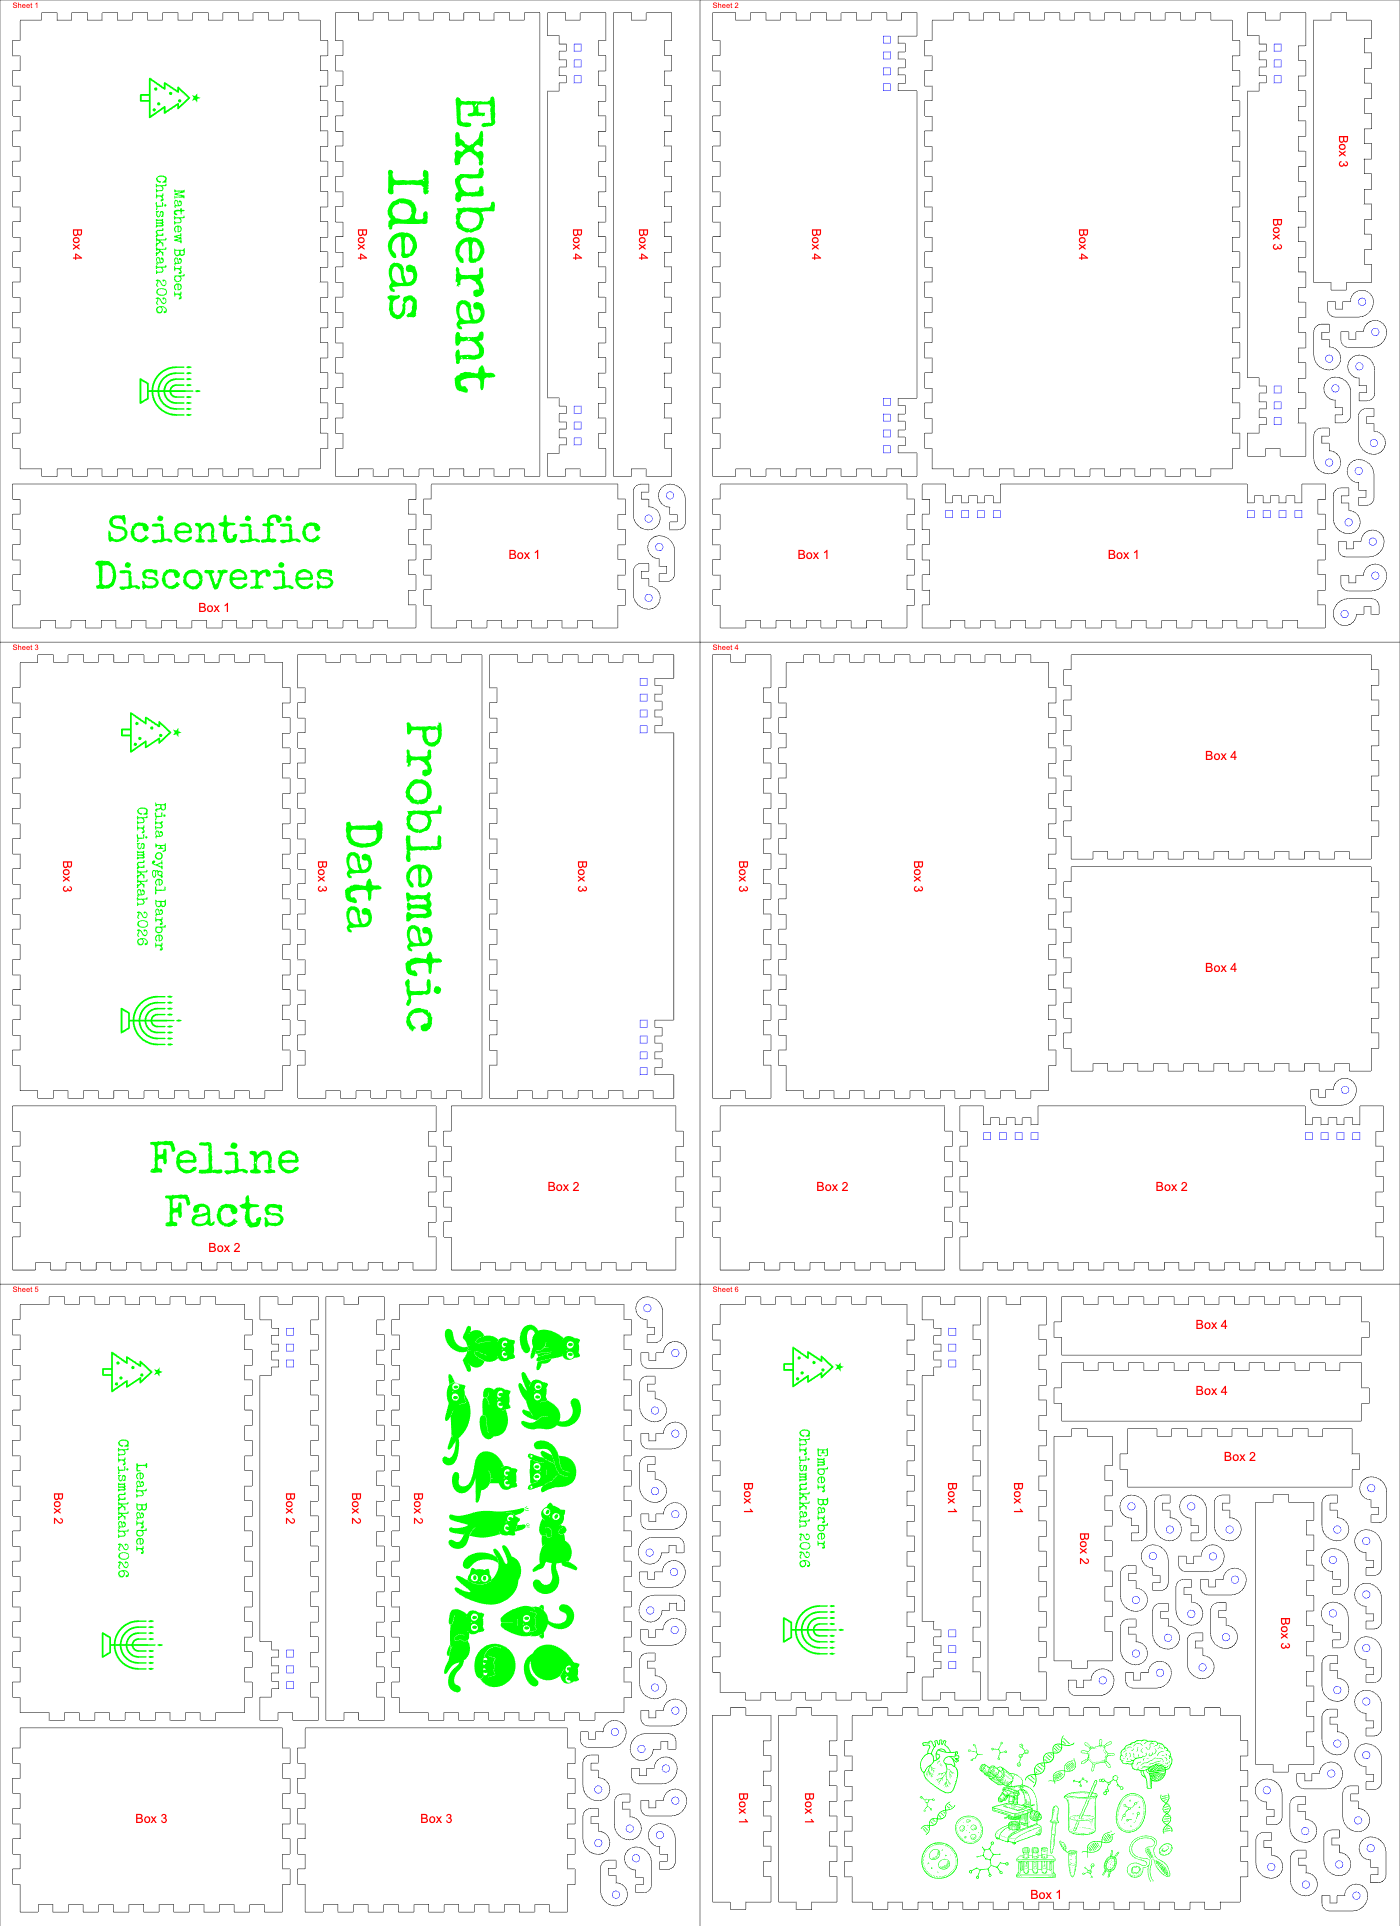 Sheet 1
Mathew Barber
Chrismukkah 2026
Box 4
Exuberant
Ideas
Box 4
Box 4
Box 4
Scientific
Discoveries
Box 1
Box 1
Sheet 2
Box 4
Box 4
Box 3
Box 3
Box 1
Box 1
Sheet 3
Rina Foygel Barber
Chrismukkah 2026
Box 3
Problematic
Data
Box 3
Box 3
Feline
Facts
Box 2
Box 2
Sheet 4
Box 3
Box 3
Box 4
Box 4
Box 2
Box 2
Sheet 5
Leah Barber
Chrismukkah 2026
Box 2
Box 2
Box 2
Box 2
Box 3
Box 3
Sheet 6
Ember Barber
Chrismukkah 2026
Box 1
Box 1
Box 1
Box 4
Box 4
Box 2
Box 2
Box 3
Box 1
Box 1
Box 1